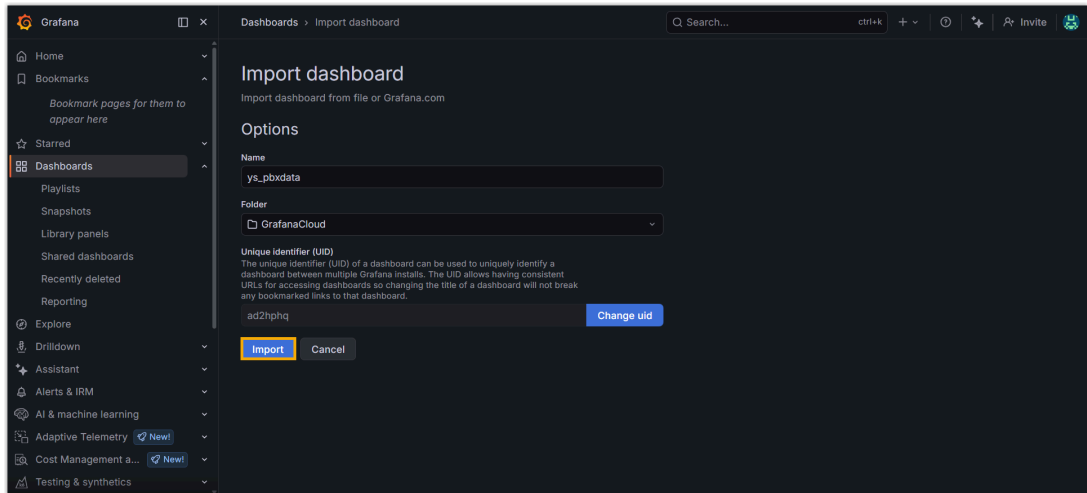 Grafana
Dashboards › Import dashboard
Search...
ctrl+k
Invite
Home
Bookmarks
Bookmark pages for them to
appear here
Starred
Dashboards
Playlists
Snapshots
Library panels
Shared dashboards
Recently deleted
Reporting
Explore
Drilldown
Assistant
Alerts & IRM
AI & machine learning
Adaptive Telemetry New!
Cost Management a... New!
Testing & synthetics
Import dashboard
Import dashboard from file or Grafana.com
Options
Name
ys_pbxdata
Folder
GrafanaCloud
Unique identifier (UID)
The unique identifier (UID) of a dashboard can be used to uniquely identify a
dashboard between multiple Grafana installs. The UID allows having consistent
URLs for accessing dashboards so changing the title of a dashboard will not break
any bookmarked links to that dashboard.
ad2hphq
Change uid
Import
Cancel